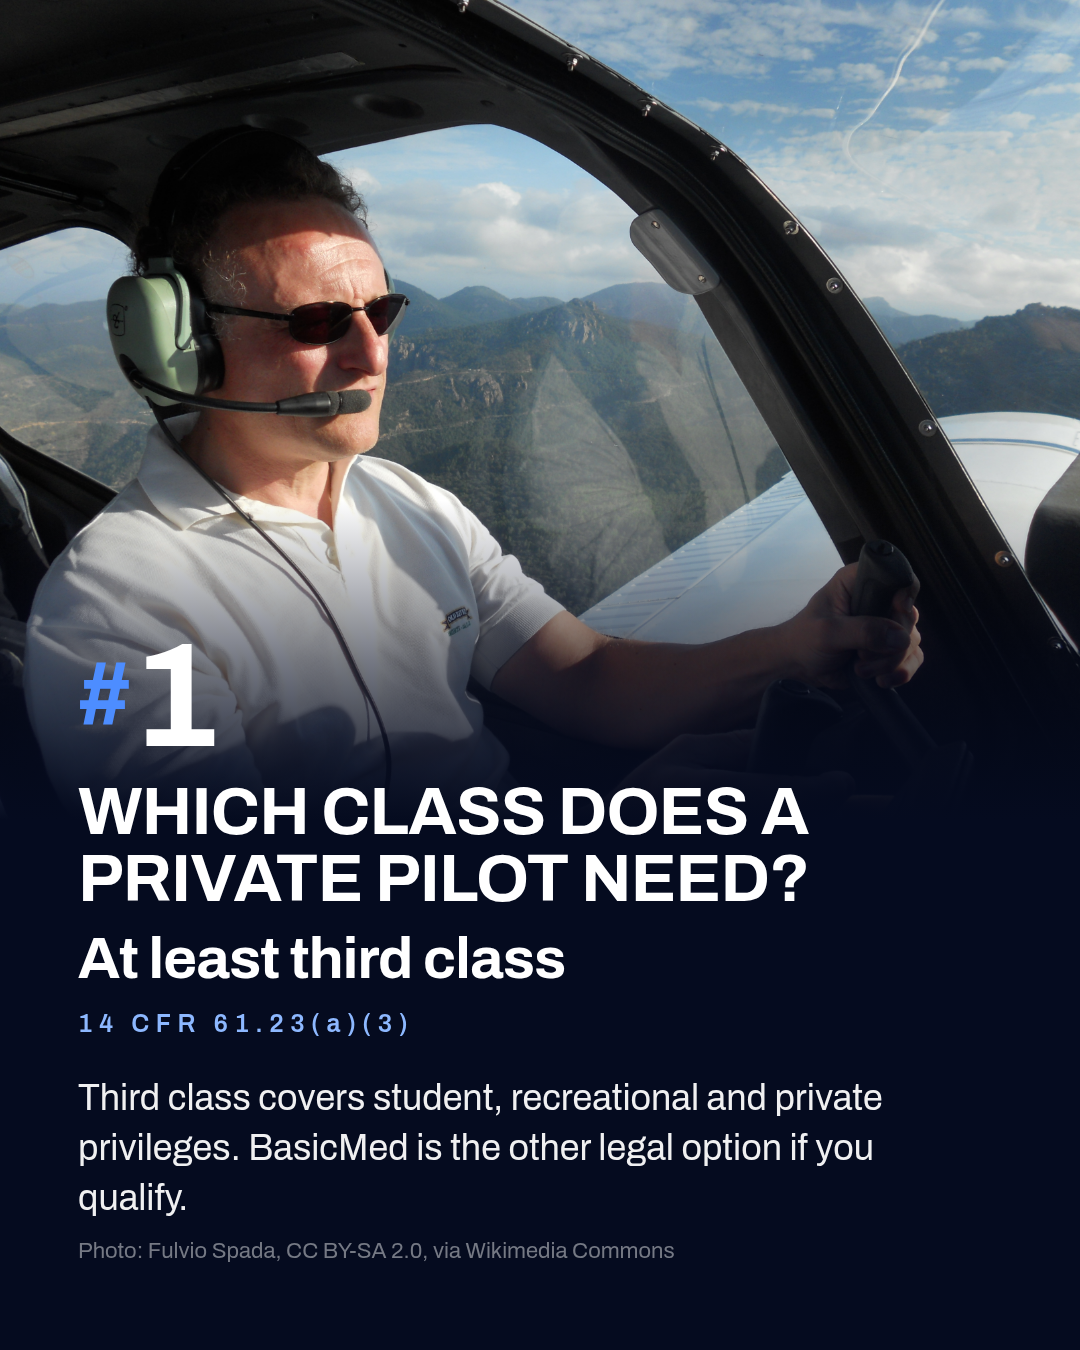 #1
WHICH CLASS DOES A
PRIVATE PILOT NEED?
At least third class
14 CFR 61.23(a)(3)
Third class covers student, recreational and private
privileges. BasicMed is the other legal option if you
qualify.
Photo: Fulvio Spada, CC BY-SA 2.0, via Wikimedia Commons